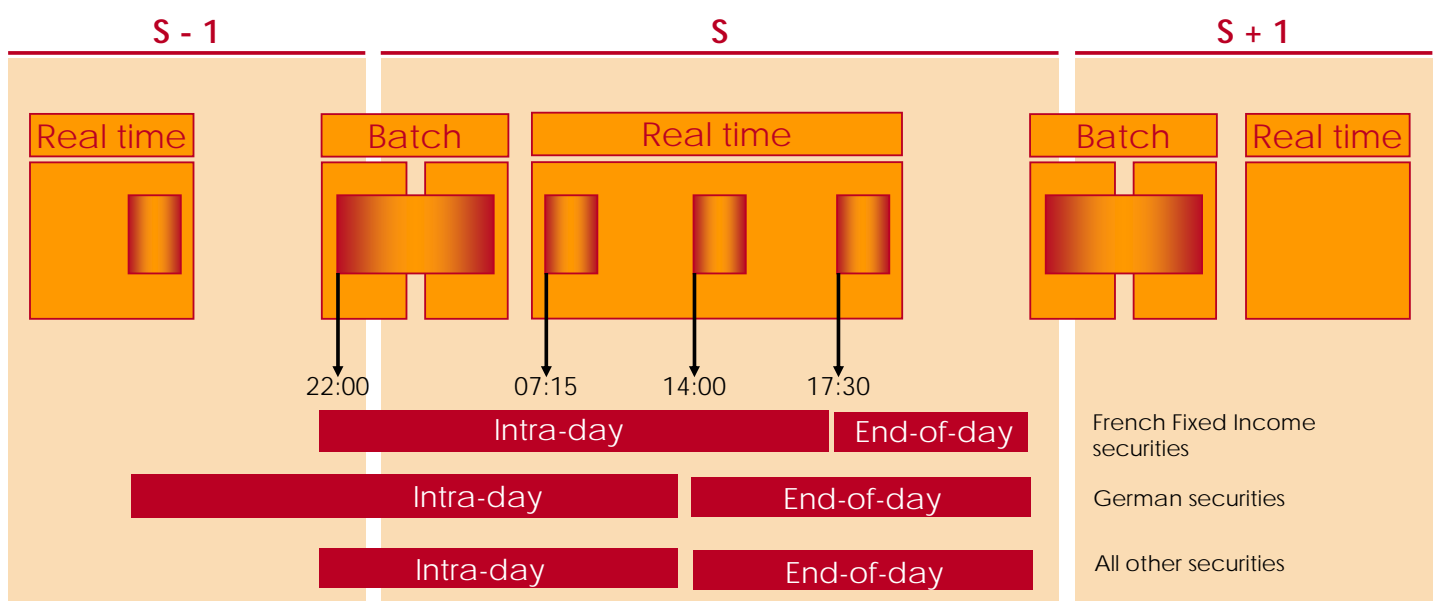 S - 1
S
S + 1
Real time
Batch
Real time
Batch
Real time
22:00
07:15
14:00
17:30
Intra-day
End-of-day
French Fixed Income
securities
Intra-day
End-of-day
German securities
Intra-day
End-of-day
All other securities